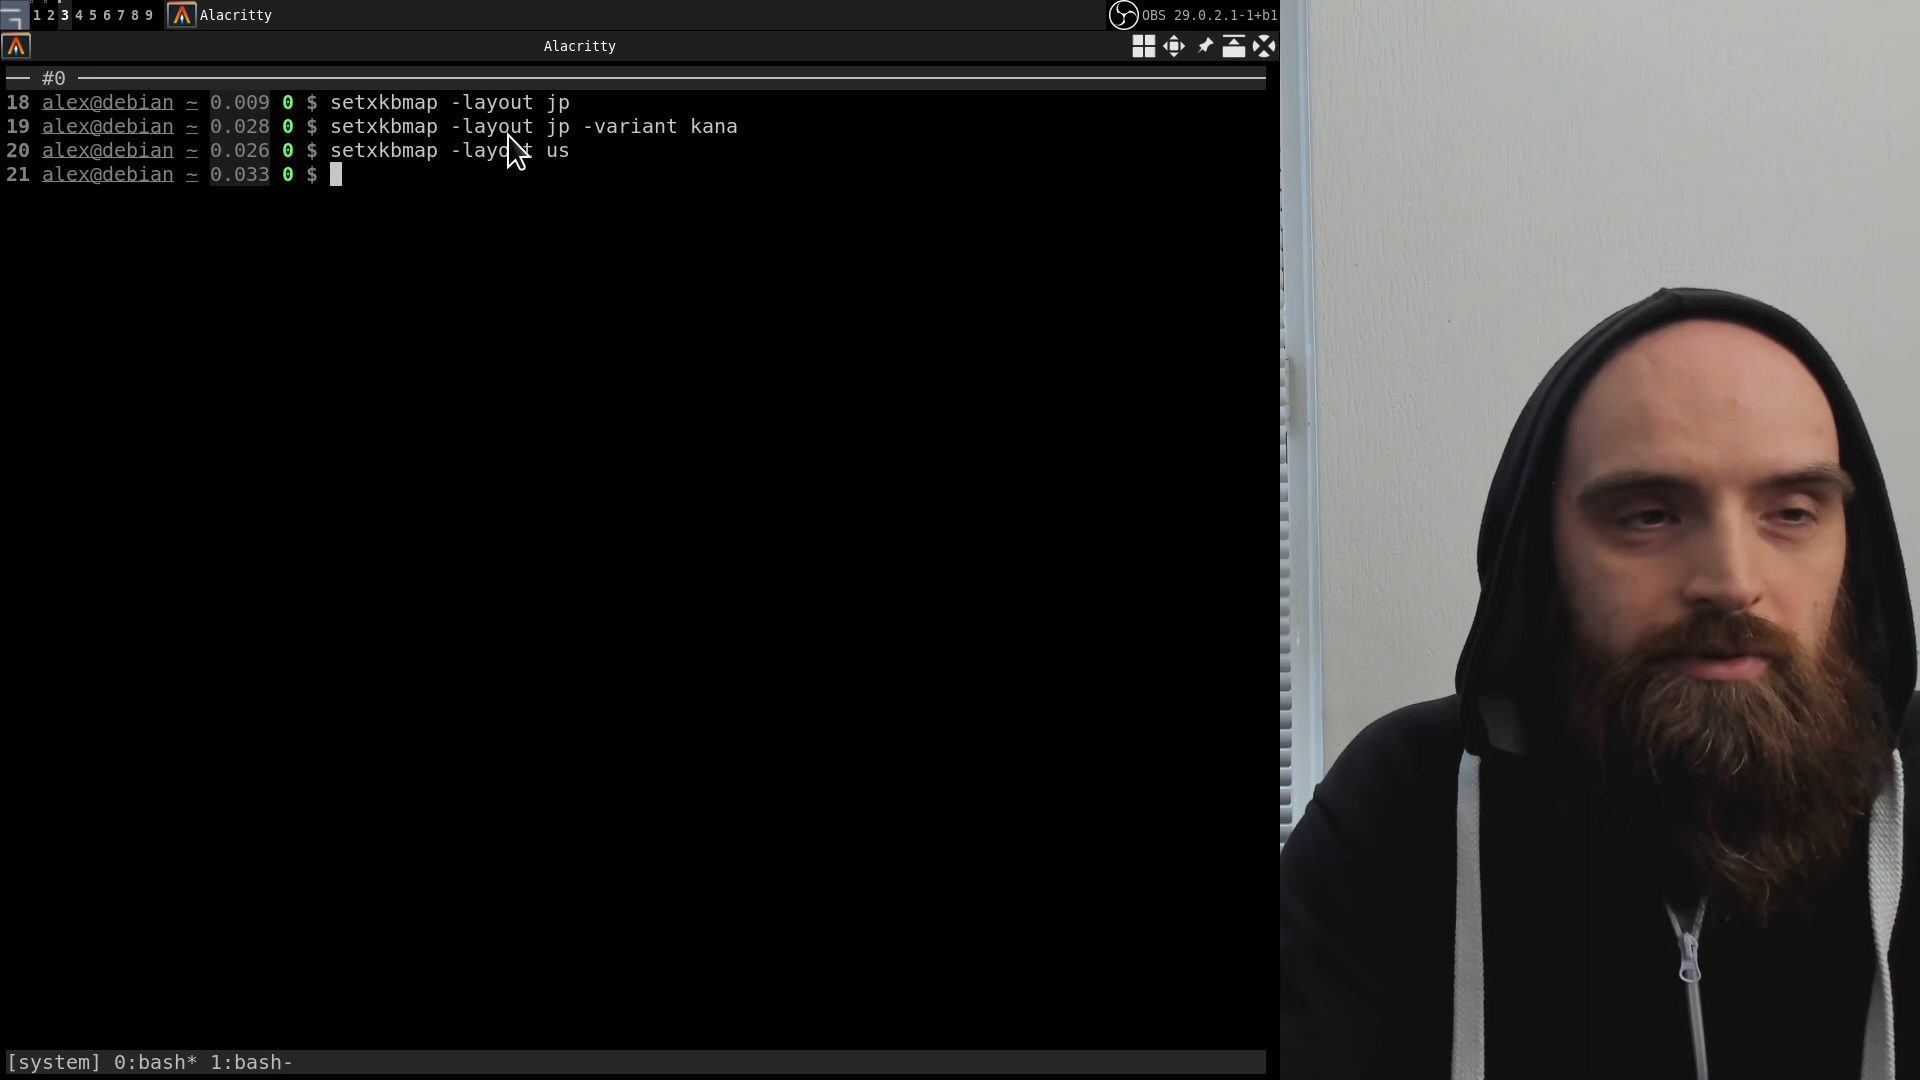 1 2 3 4 5 6 7 8 9 Alacritty OBS 29.0.2.1-1+b1
Alacritty
#0
18 alex@debian ~ 0.009 0 $ setxkbmap -layout jp
19 alex@debian ~ 0.028 0 $ setxkbmap -layout jp -variant kana
20 alex@debian ~ 0.026 0 $ setxkbmap -layout us
21 alex@debian ~ 0.033 0 $
[system] 0:bash* 1:bash-